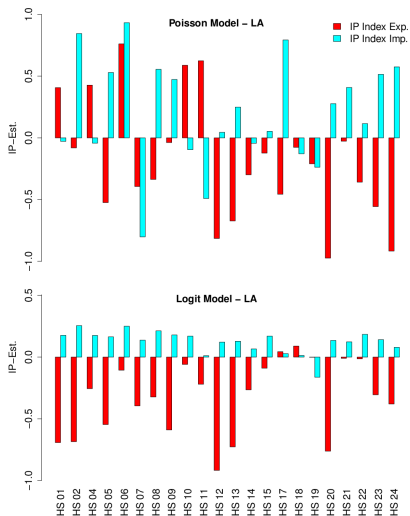 Poisson Model – LA
IP Index Exp.
IP Index Imp.
IP–Est.
1.0
0.5
0.0
−0.5
−1.0
Logit Model – LA
IP–Est.
0.5
0.0
−0.5
−1.0
HS 01
HS 02
HS 04
HS 05
HS 06
HS 07
HS 08
HS 09
HS 10
HS 11
HS 12
HS 13
HS 14
HS 15
HS 17
HS 18
HS 19
HS 20
HS 21
HS 22
HS 23
HS 24